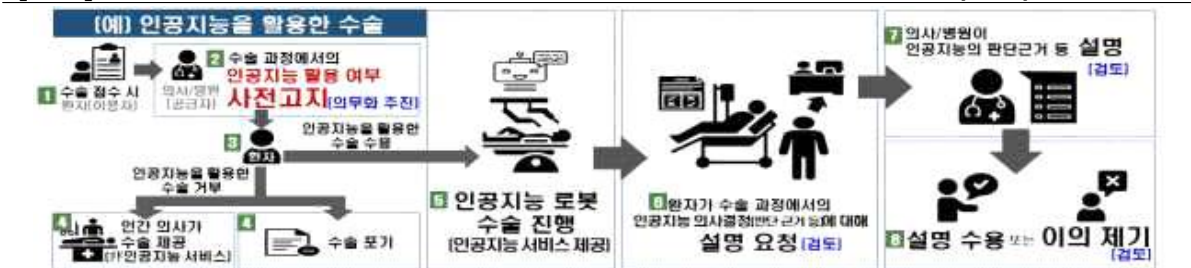 (예) 인공지능을 활용한 수술
1 수술 접수 시
환자(이용자)
2 수술 과정에서의
인공지능 활용 여부
사전고지(의무화 추진)
의사/병원
(공급자)
3
환자
인공지능을 활용한
수술 수용
인공지능을 활용한
수술 거부
4 인간 의사가
수술 제공
(非인공지능 서비스)
4 수술 포기
5 인공지능 로봇
수술 진행
(인공지능 서비스 제공)
6 환자가 수술 과정에서의
인공지능 의사결정(판단 근거 등)에 대해
설명 요청(검토)
7 의사/병원이
인공지능의 판단근거 등 설명
(검토)
8 설명 수용 또는 이의 제기
(검토)